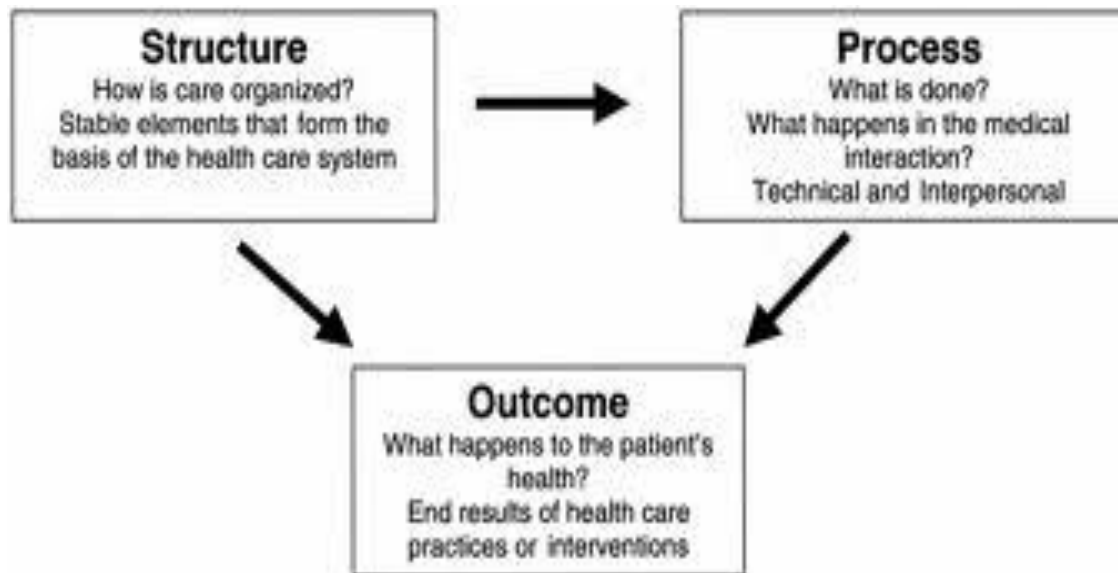 Structure
How is care organized?
Stable elements that form the
basis of the health care system
Process
What is done?
What happens in the medical
interaction?
Technical and Interpersonal
Outcome
What happens to the patient's
health?
End results of health care
practices or interventions